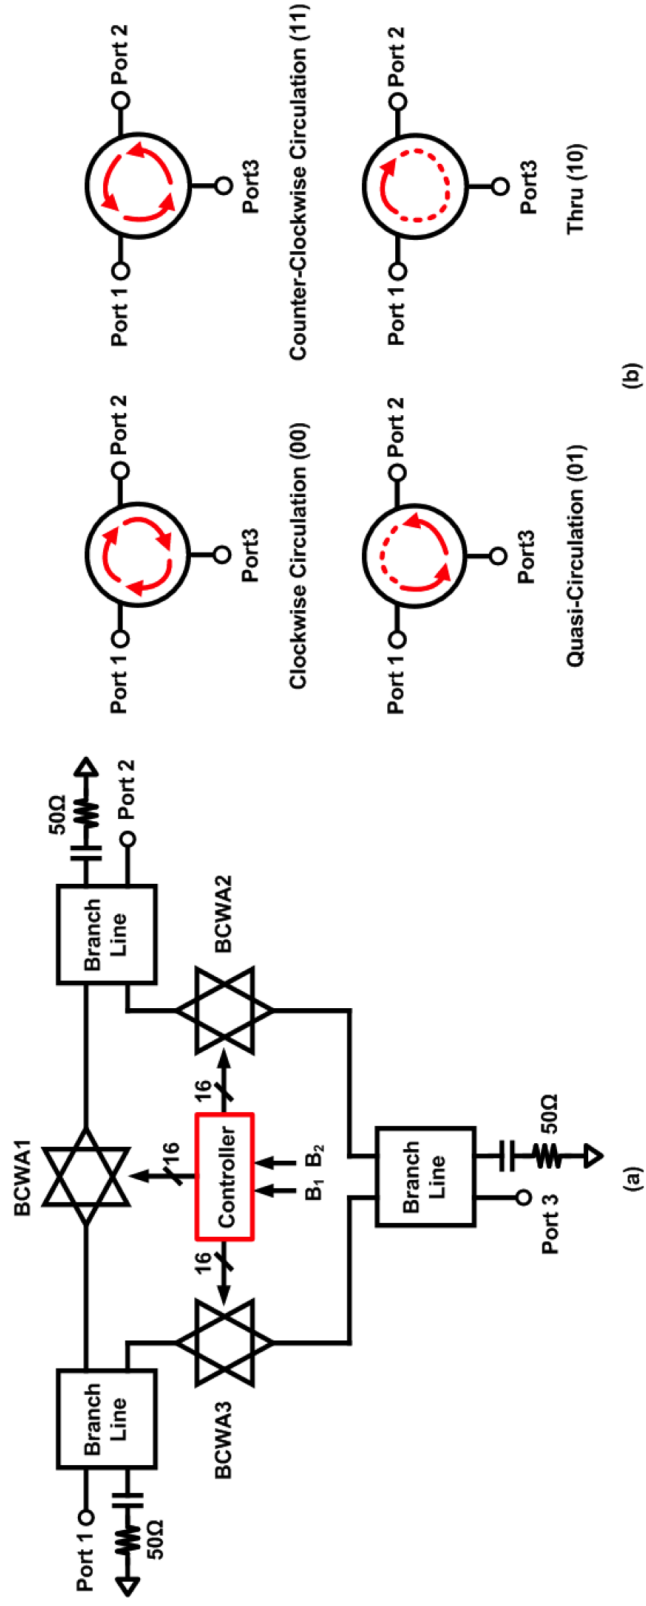 50Ω
Port 1
Branch
Line
BCWA1
Branch
Line
50Ω
Port 2
16
BCWA3
16
Controller
16
BCWA2
B1 B2
Branch
Line
Port 3
50Ω
(a)
Port 1
Port 2
Port3
Clockwise Circulation (00)
Port 1
Port 2
Port3
Counter-Clockwise Circulation (11)
Port 1
Port 2
Port3
Quasi-Circulation (01)
Port 1
Port 2
Port3
Thru (10)
(b)